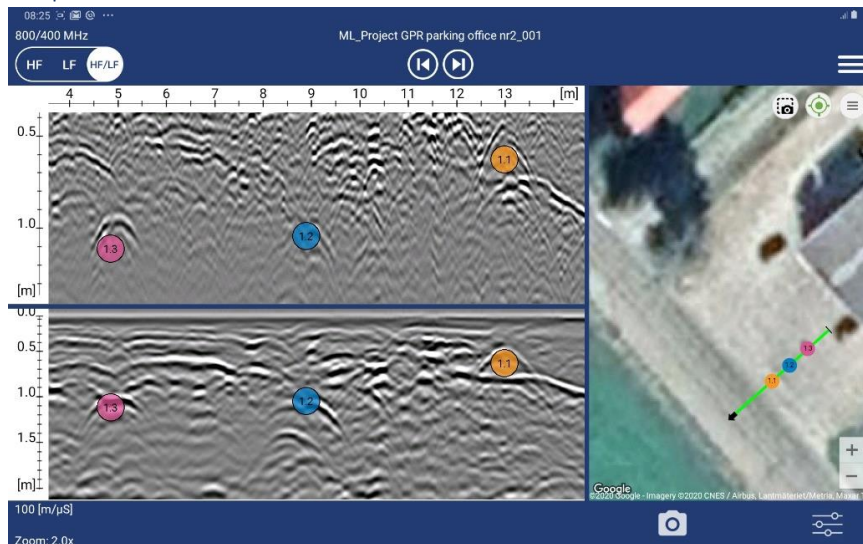 08:25
800/400 MHz
ML_Project GPR parking office nr2_001
HF LF HF/LF
4 5 6 7 8 9 10 11 12 13 [m]
0.5
1.0
[m]
1.1
1.2
1.3
0.0
0.5
1.0
1.5
[m]
1.1
1.2
1.3
1.3
1.2
1.1
+
−
Google
©2020 Google - Imagery ©2020 CNES / Airbus, Lantmäteriet/Metria, Maxar
100 [m/µS]
Zoom: 2.0x